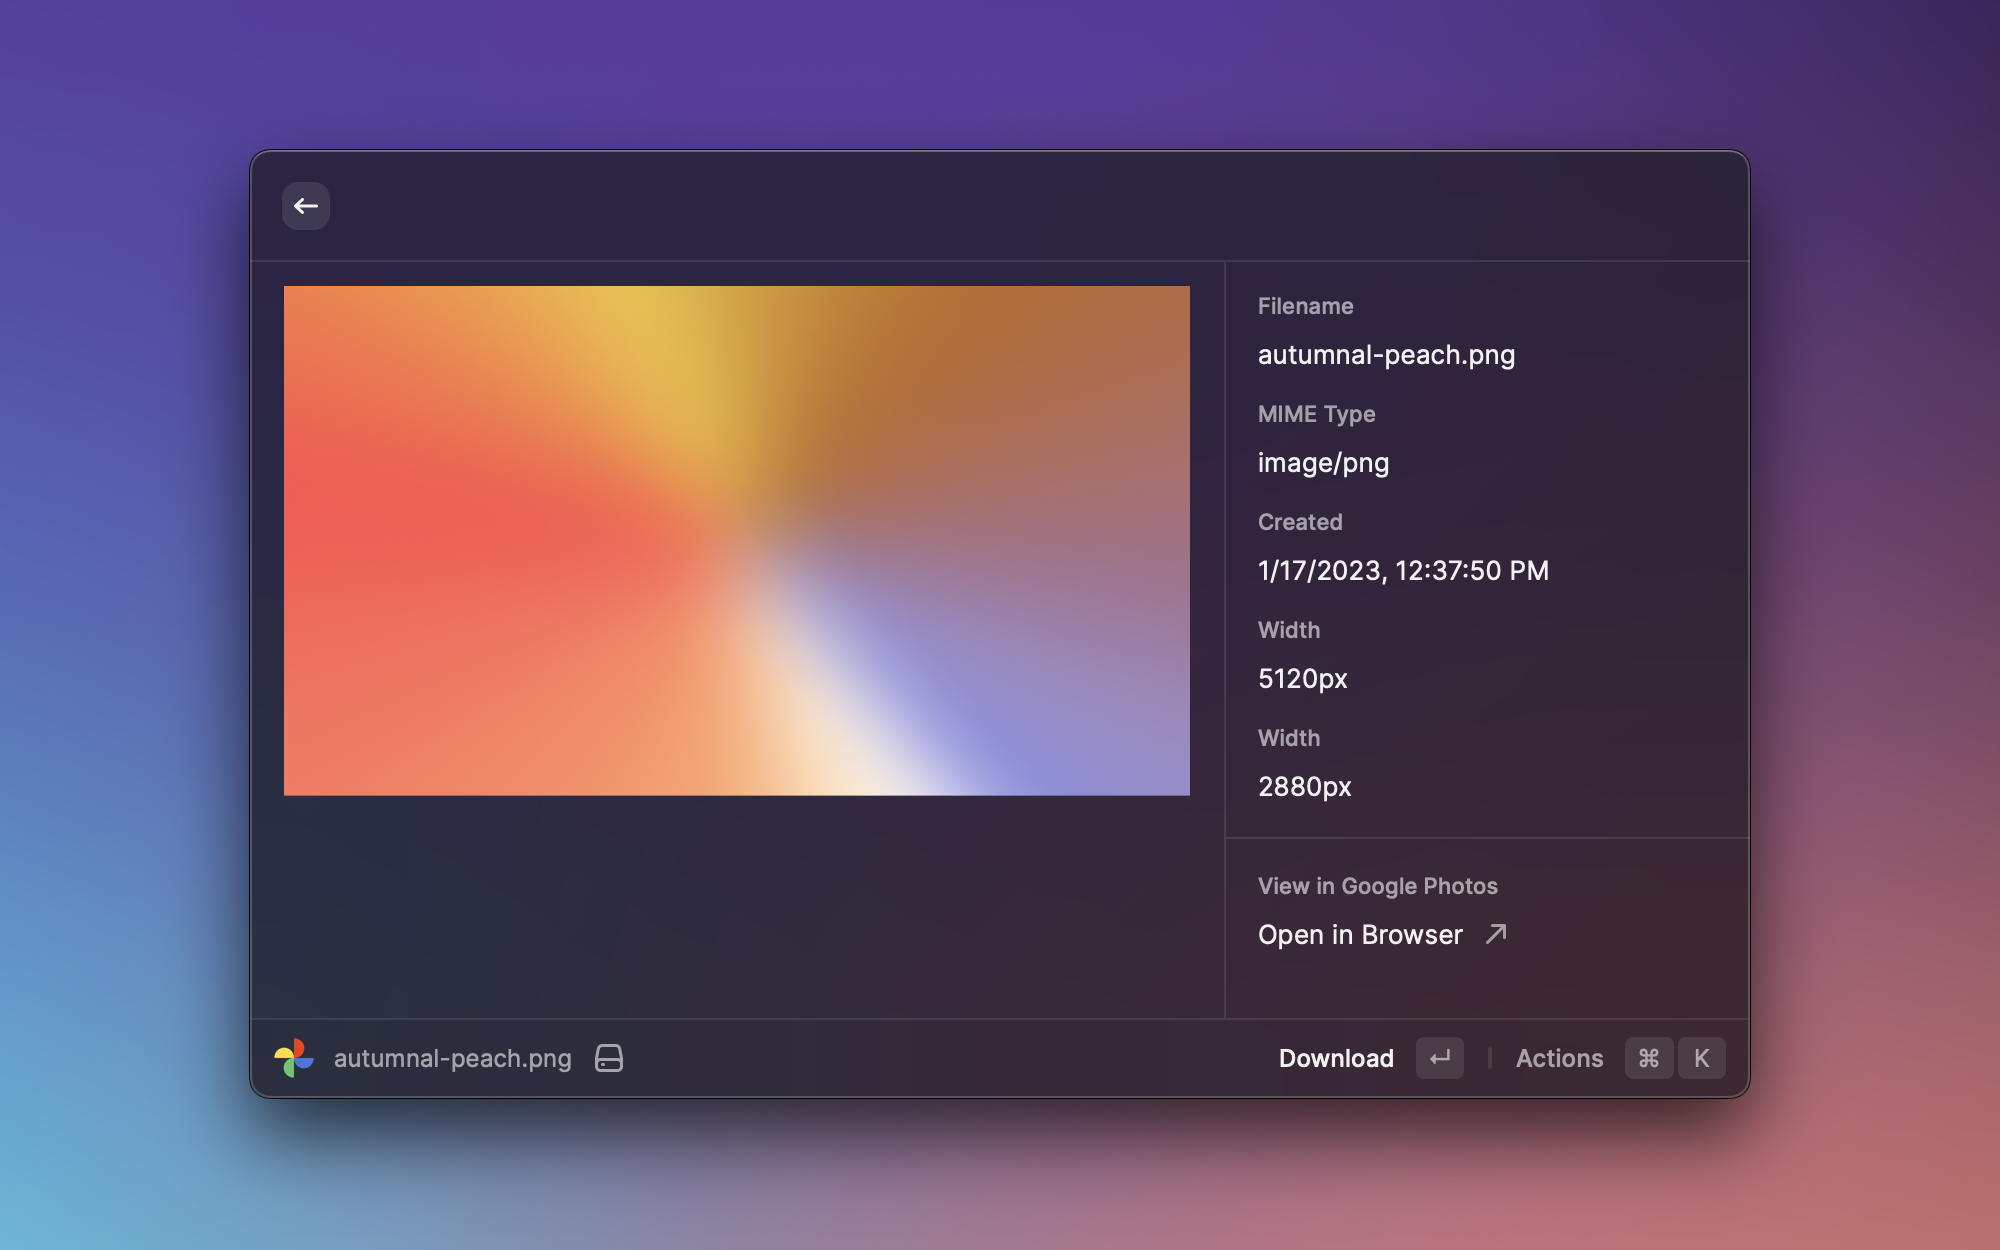 Filename
autumnal-peach.png
MIME Type
image/png
Created
1/17/2023, 12:37:50 PM
Width
5120px
Width
2880px
View in Google Photos
Open in Browser
autumnal-peach.png
Download
Actions ⌘ K